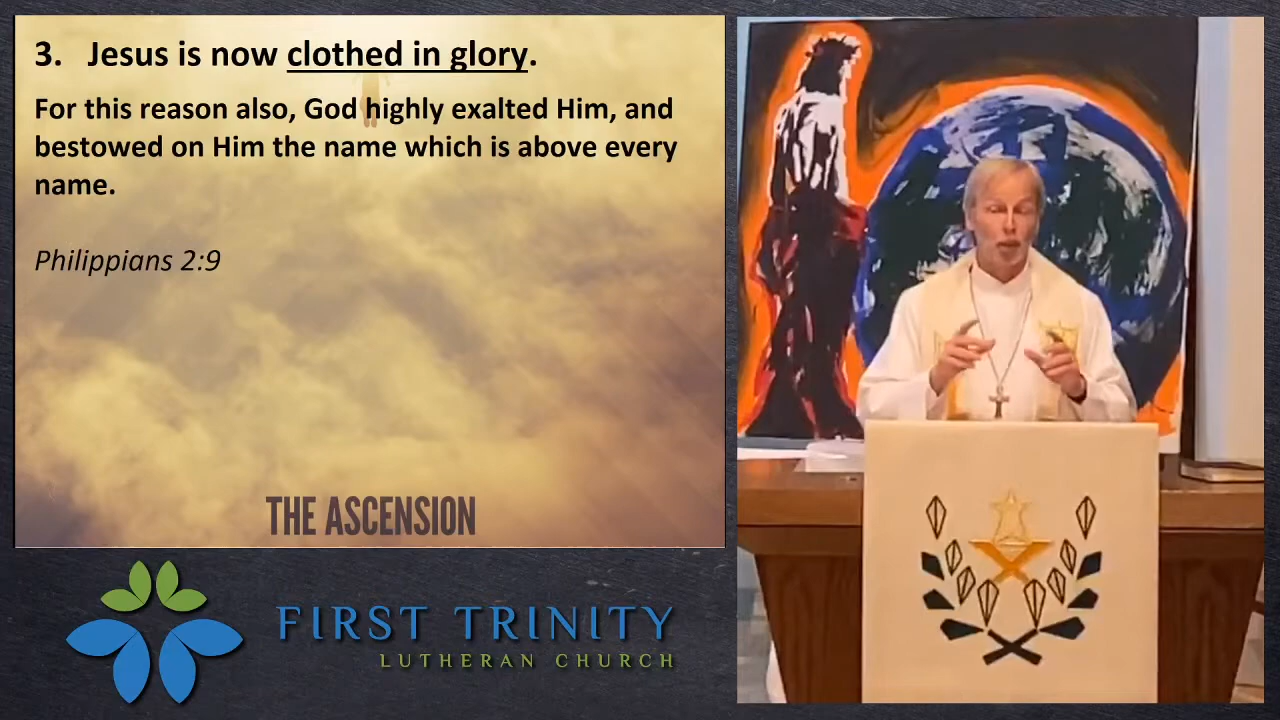 3. Jesus is now clothed in glory.
For this reason also, God highly exalted Him, and
bestowed on Him the name which is above every
name.
Philippians 2:9
THE ASCENSION
FIRST TRINITY
LUTHERAN CHURCH